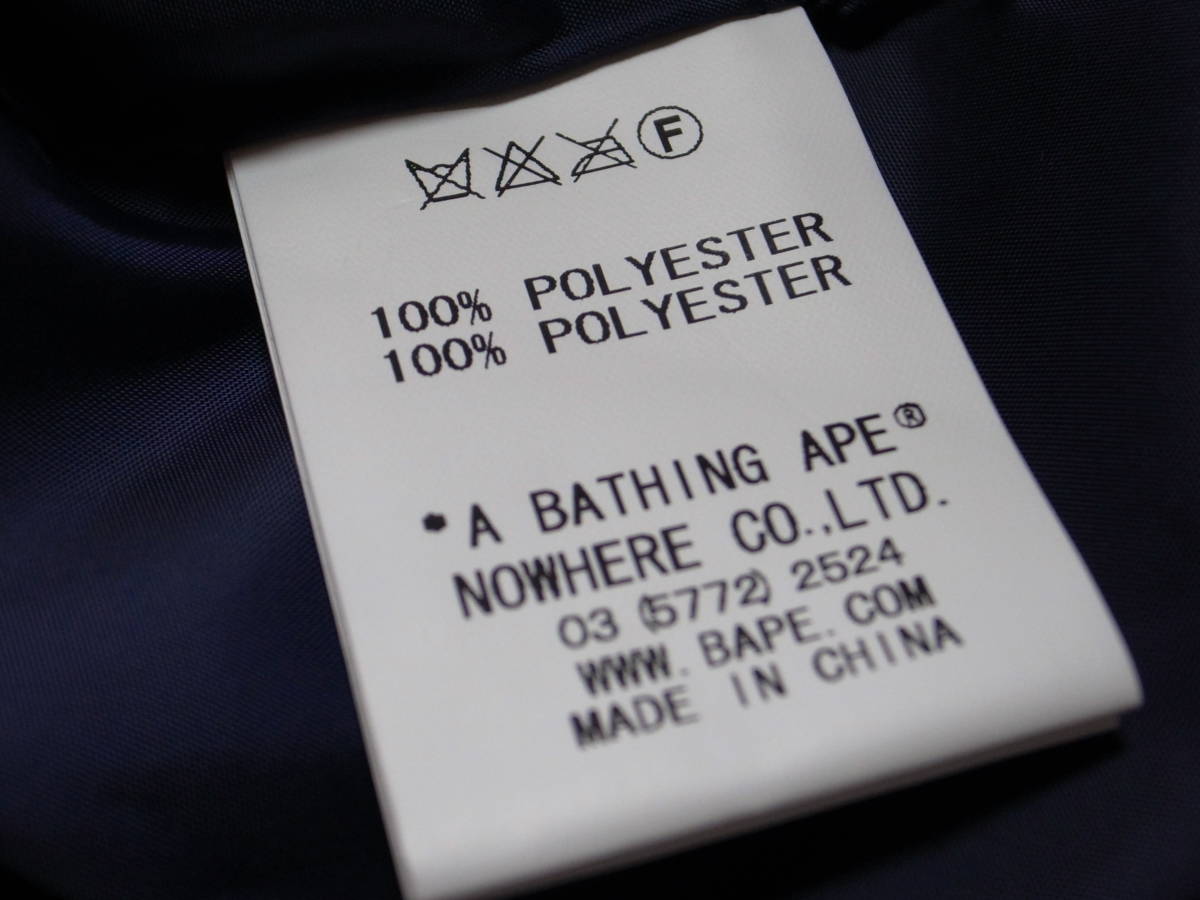 F
100% POLYESTER
100% POLYESTER
*A BATHING APE®
NOWHERE CO.,LTD.
03 (5772) 2524
WWW.BAPE.COM
MADE IN CHINA